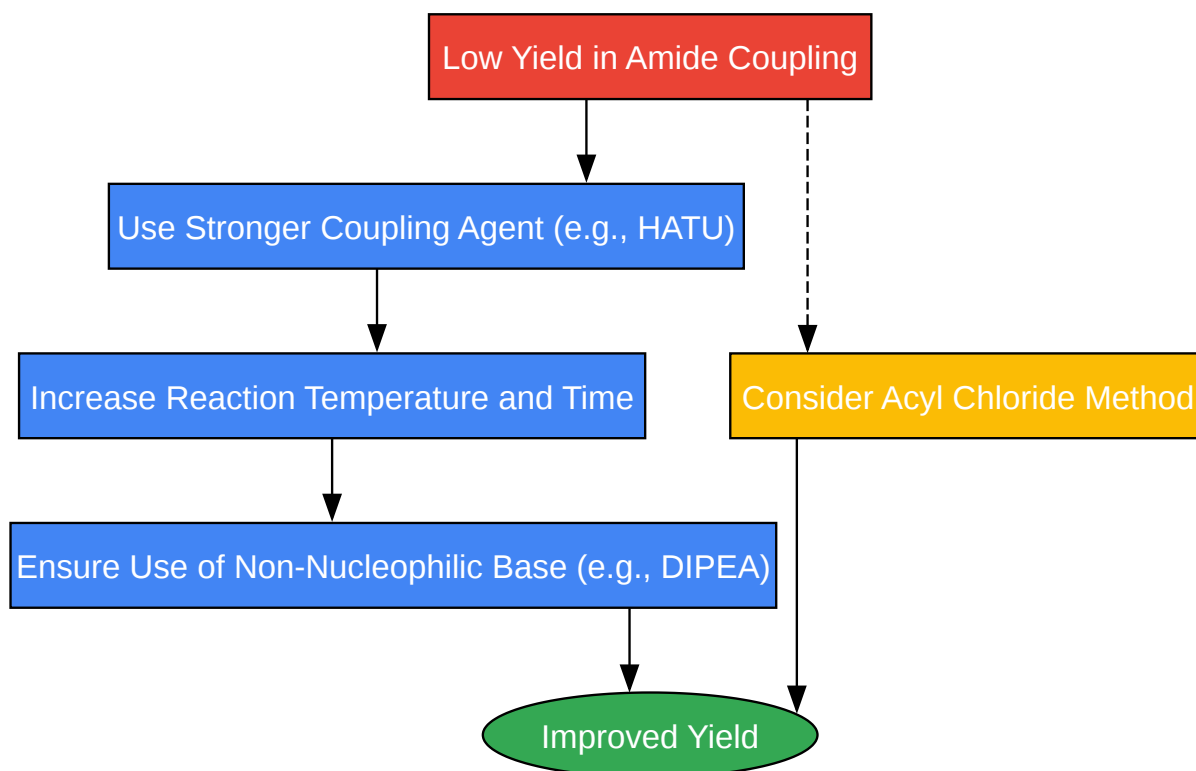 Low Yield in Amide Coupling
Use Stronger Coupling Agent (e.g., HATU)
Increase Reaction Temperature and Time
Consider Acyl Chloride Method
Ensure Use of Non-Nucleophilic Base (e.g., DIPEA)
Improved Yield